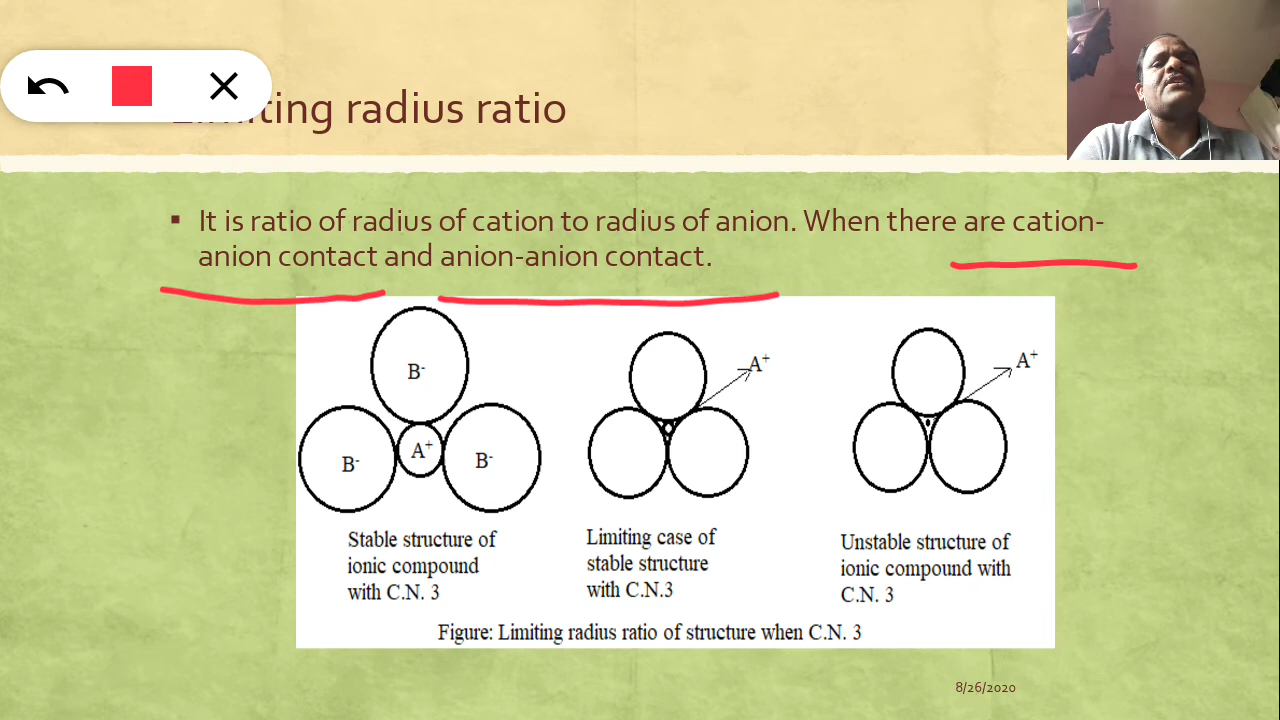 Limiting radius ratio
▪ It is ratio of radius of cation to radius of anion. When there are cation-
anion contact and anion-anion contact.
B-
A+
B-
B-
A+
A+
Stable structure of
ionic compound
with C.N. 3
Limiting case of
stable structure
with C.N.3
Unstable structure of
ionic compound with
C.N. 3
Figure: Limiting radius ratio of structure when C.N. 3
8/26/2020